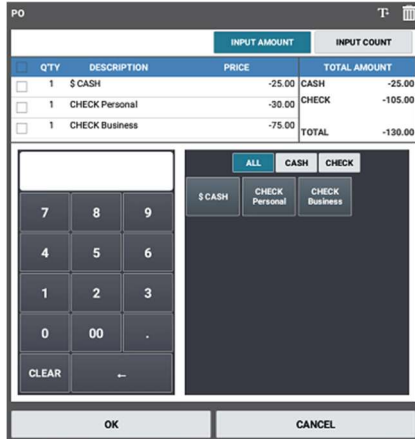 PO
INPUT AMOUNT INPUT COUNT
Q'TY DESCRIPTION PRICE TOTAL AMOUNT
1 $ CASH -25.00 CASH -25.00
1 CHECK Personal -30.00 CHECK -105.00
1 CHECK Business -75.00 TOTAL -130.00
ALL CASH CHECK
$ CASH CHECK Personal CHECK Business
7 8 9
4 5 6
1 2 3
0 00 .
CLEAR ←
OK CANCEL